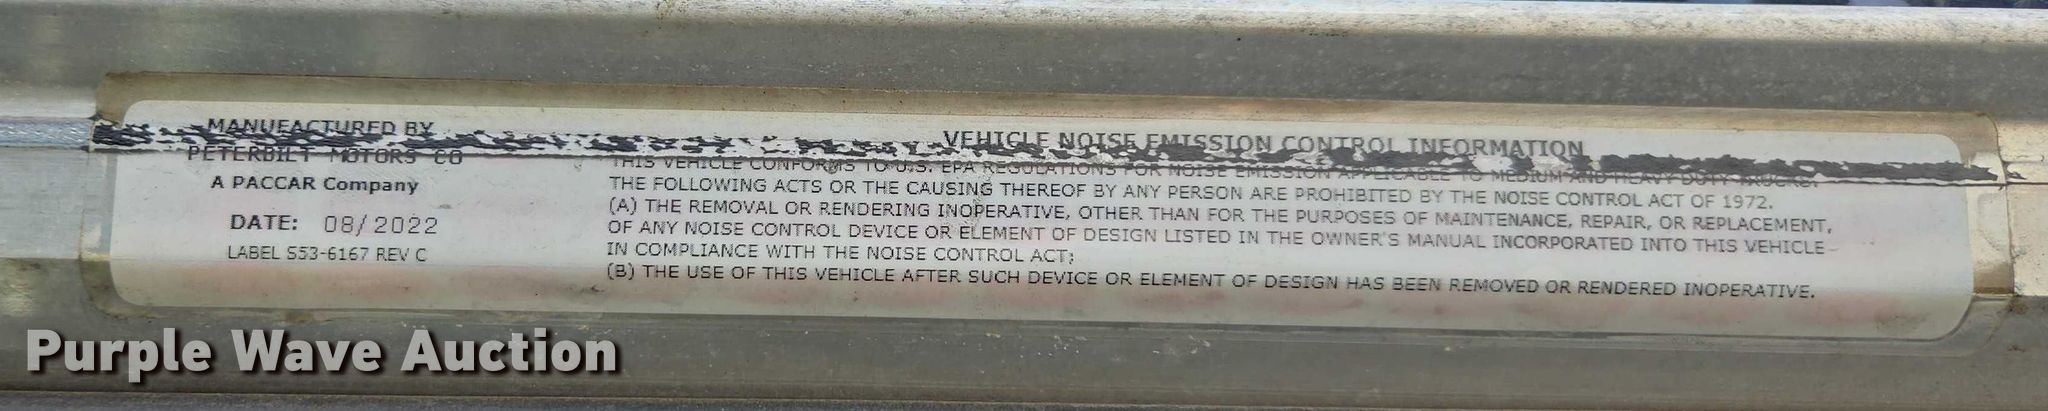 MANUFACTURED BY
PETERBILT MOTORS CO
A PACCAR Company
DATE: 08/2022
LABEL S53-6167 REV C
VEHICLE NOISE EMISSION CONTROL INFORMATION
THIS VEHICLE CONFORMS TO U.S. EPA REGULATIONS FOR NOISE EMISSION APPLICABLE TO MEDIUM AND HEAVY DUTY TRUCKS.
THE FOLLOWING ACTS OR THE CAUSING THEREOF BY ANY PERSON ARE PROHIBITED BY THE NOISE CONTROL ACT OF 1972.
(A) THE REMOVAL OR RENDERING INOPERATIVE, OTHER THAN FOR THE PURPOSES OF MAINTENANCE, REPAIR, OR REPLACEMENT,
OF ANY NOISE CONTROL DEVICE OR ELEMENT OF DESIGN LISTED IN THE OWNER'S MANUAL INCORPORATED INTO THIS VEHICLE
IN COMPLIANCE WITH THE NOISE CONTROL ACT;
(B) THE USE OF THIS VEHICLE AFTER SUCH DEVICE OR ELEMENT OF DESIGN HAS BEEN REMOVED OR RENDERED INOPERATIVE.
Purple Wave Auction